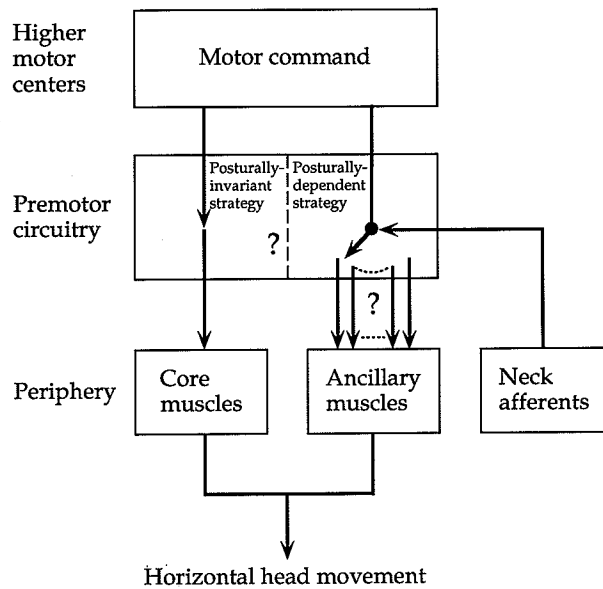 Higher
motor
centers
Motor command
Posturally-
invariant
strategy
Posturally-
dependent
strategy
Premotor
circuitry
?
?
Periphery
Core
muscles
Ancillary
muscles
Neck
afferents
Horizontal head movement